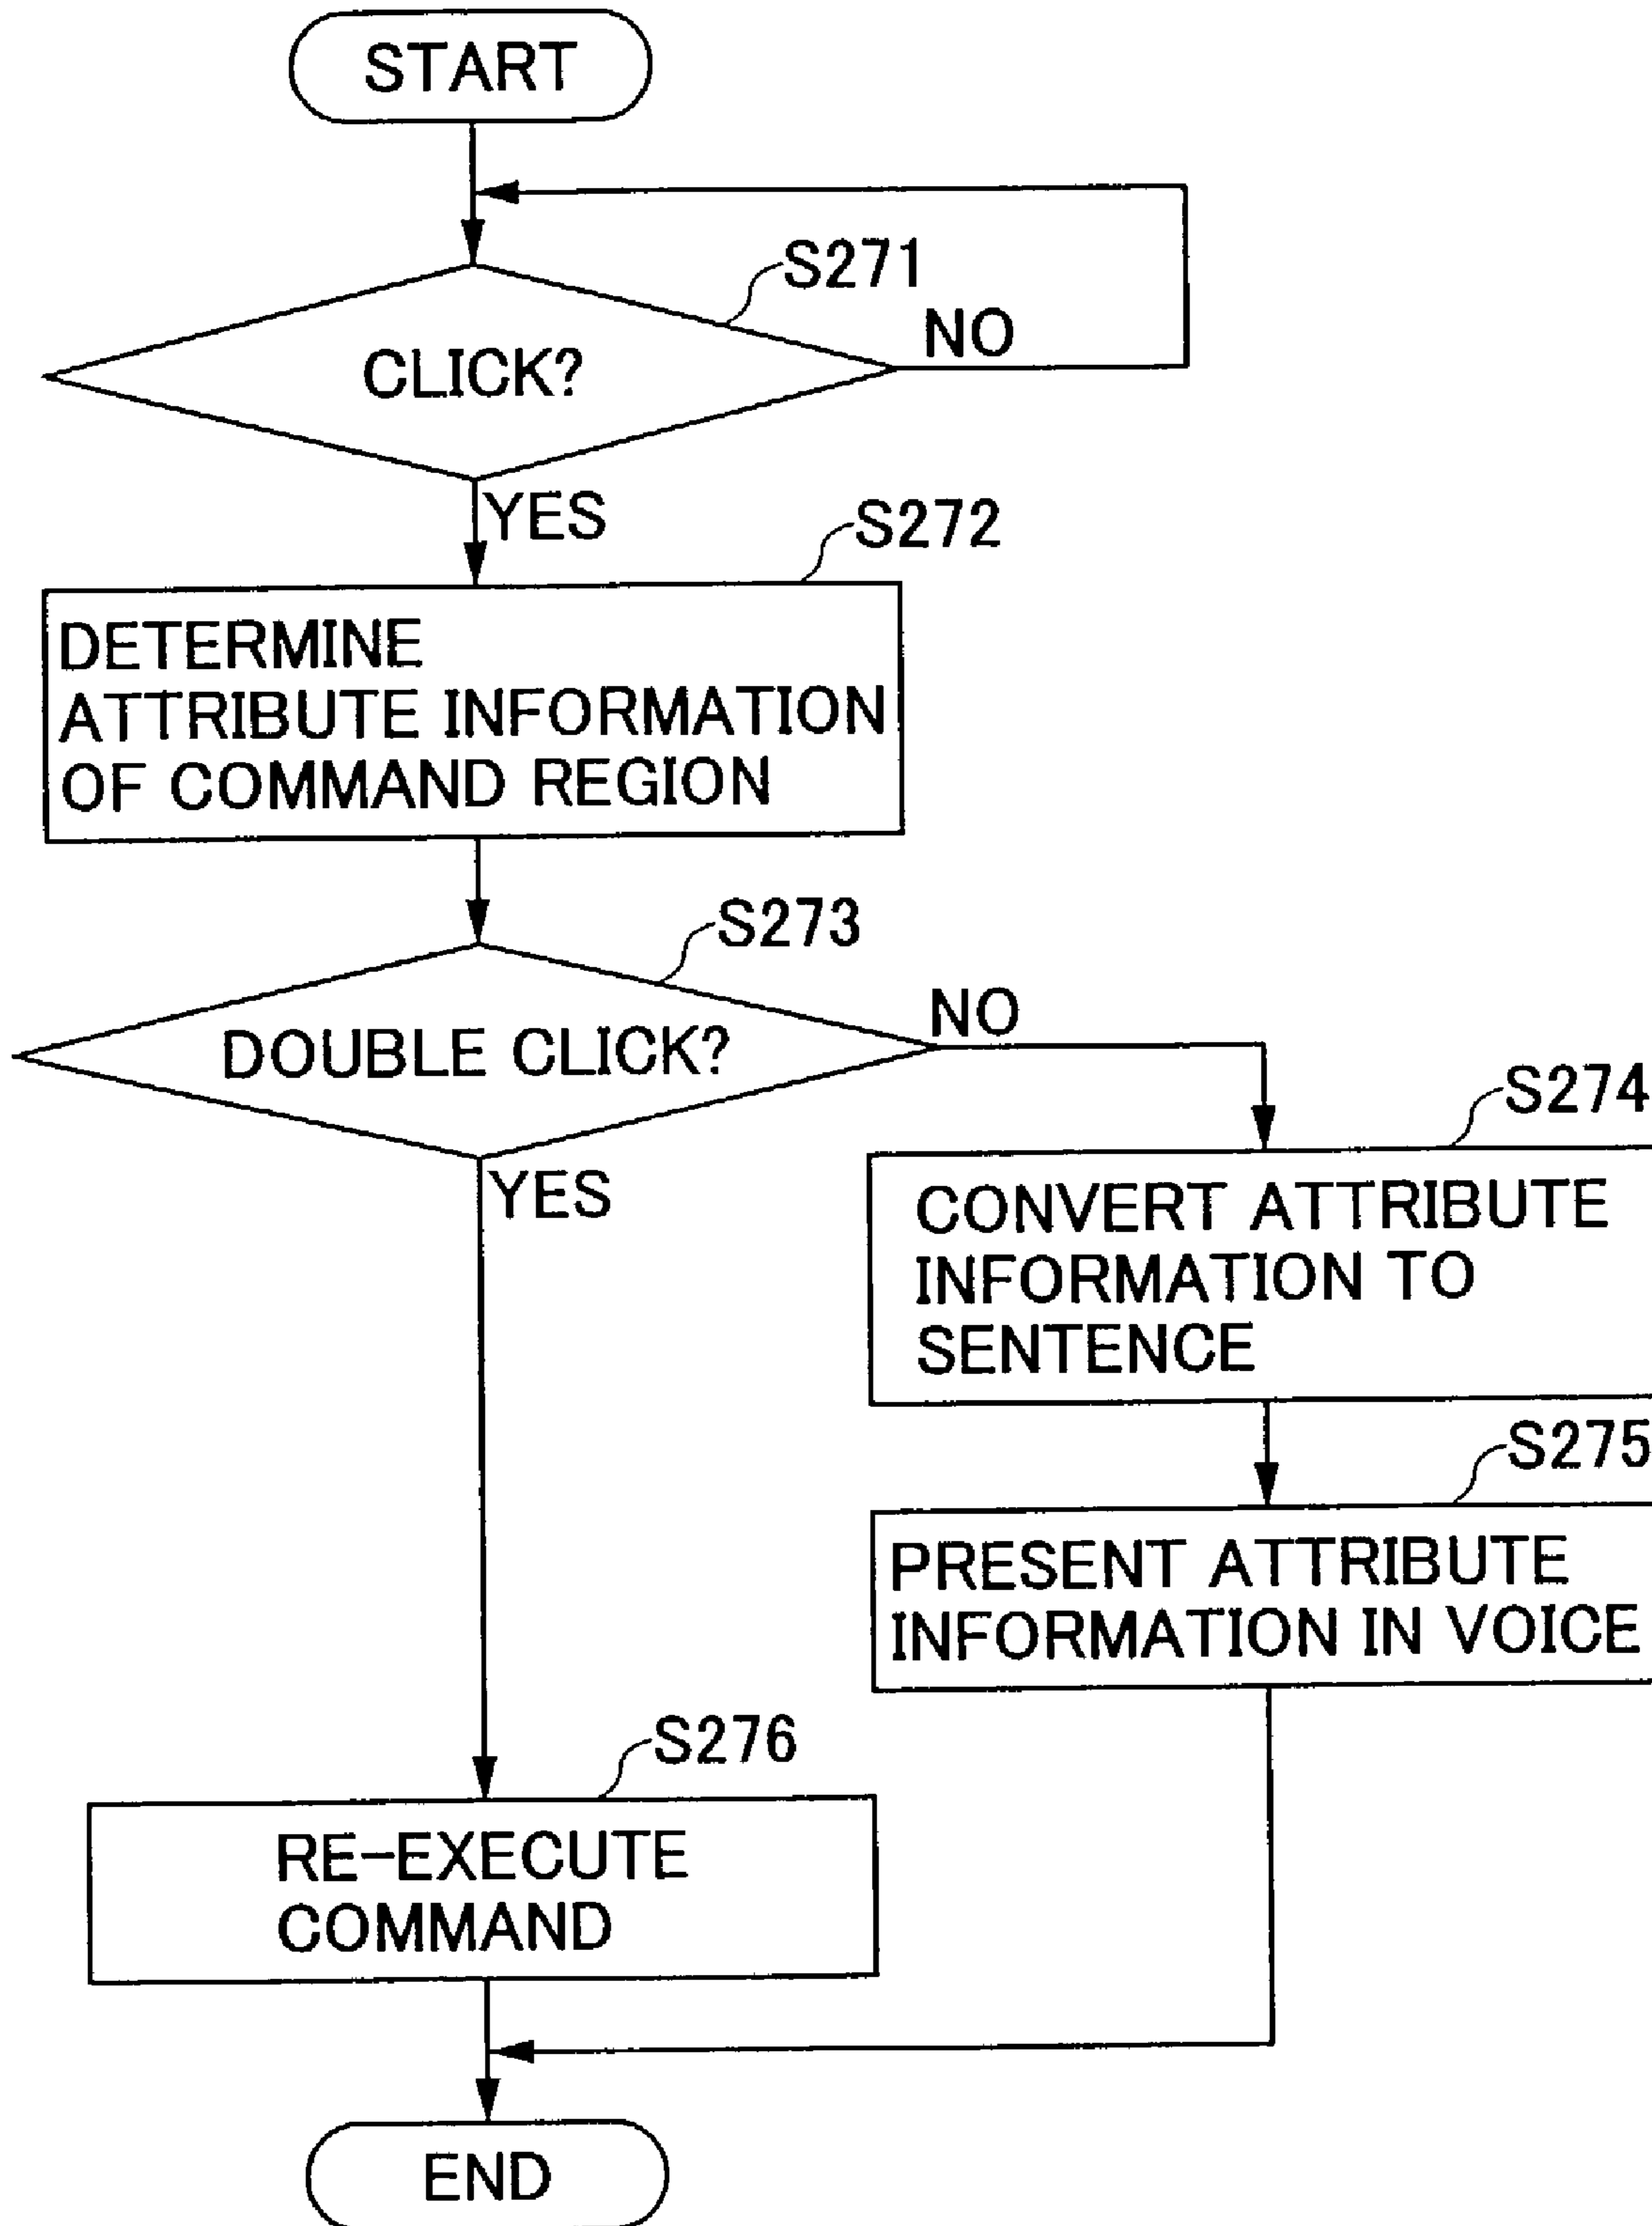 START
S271
CLICK?
NO
YES
S272
DETERMINE
ATTRIBUTE INFORMATION
OF COMMAND REGION
S273
DOUBLE CLICK?
NO
YES
S274
CONVERT ATTRIBUTE
INFORMATION TO
SENTENCE
S275
PRESENT ATTRIBUTE
INFORMATION IN VOICE
S276
RE-EXECUTE
COMMAND
END